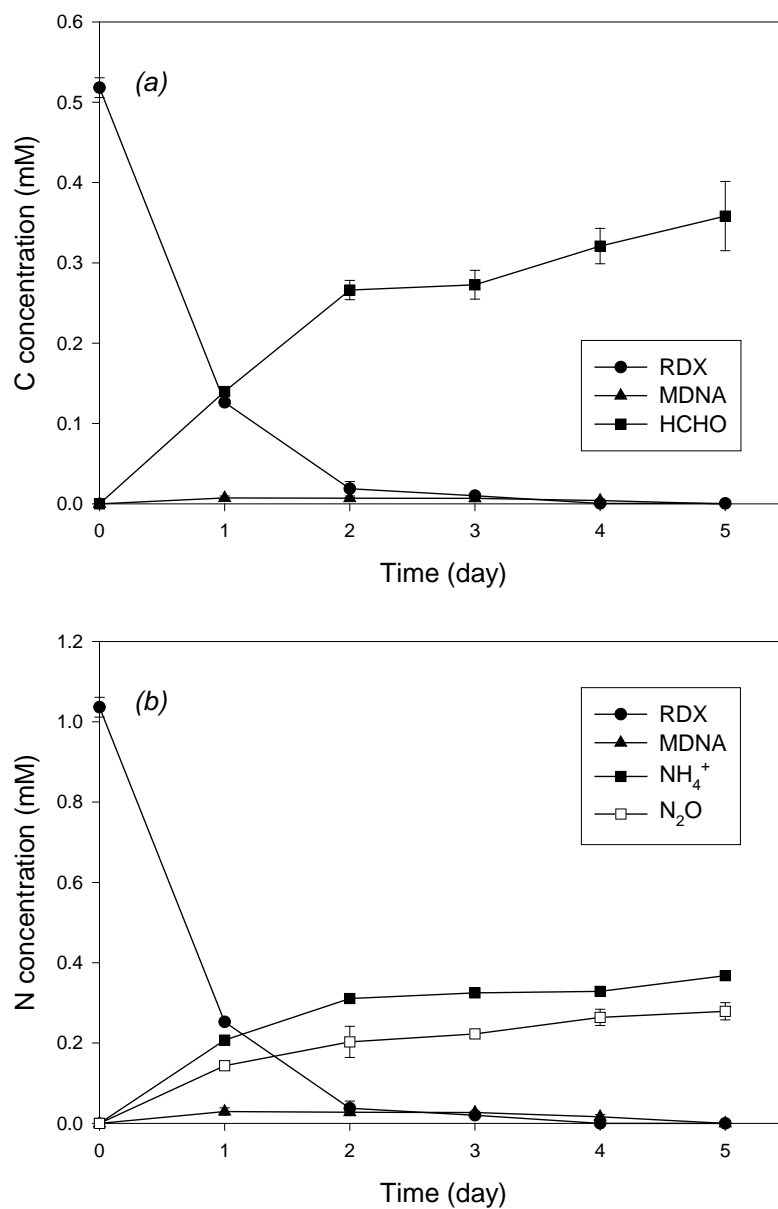 (a)
C concentration (mM)
0.6
0.5
0.4
0.3
0.2
0.1
0.0
RDX
MDNA
HCHO
0 1 2 3 4 5
Time (day)
(b)
N concentration (mM)
1.2
1.0
0.8
0.6
0.4
0.2
0.0
RDX
MDNA
NH₄⁺
N₂O
0 1 2 3 4 5
Time (day)